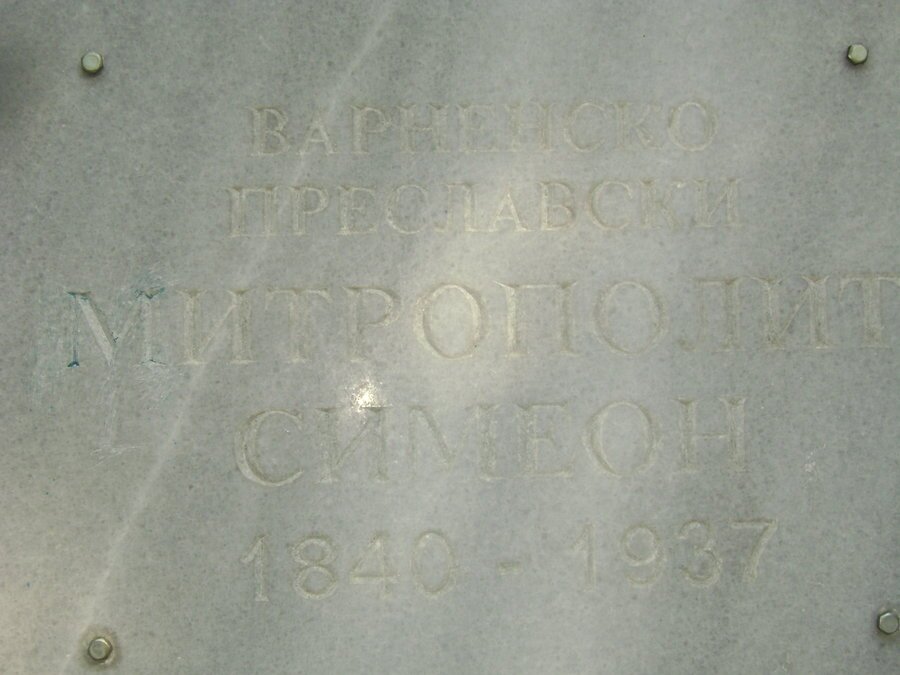 ВАРНЕНСКО
ПРЕСЛАВСКИ
МИТРОПОЛИТ
СИМЕОН
1840 - 1937